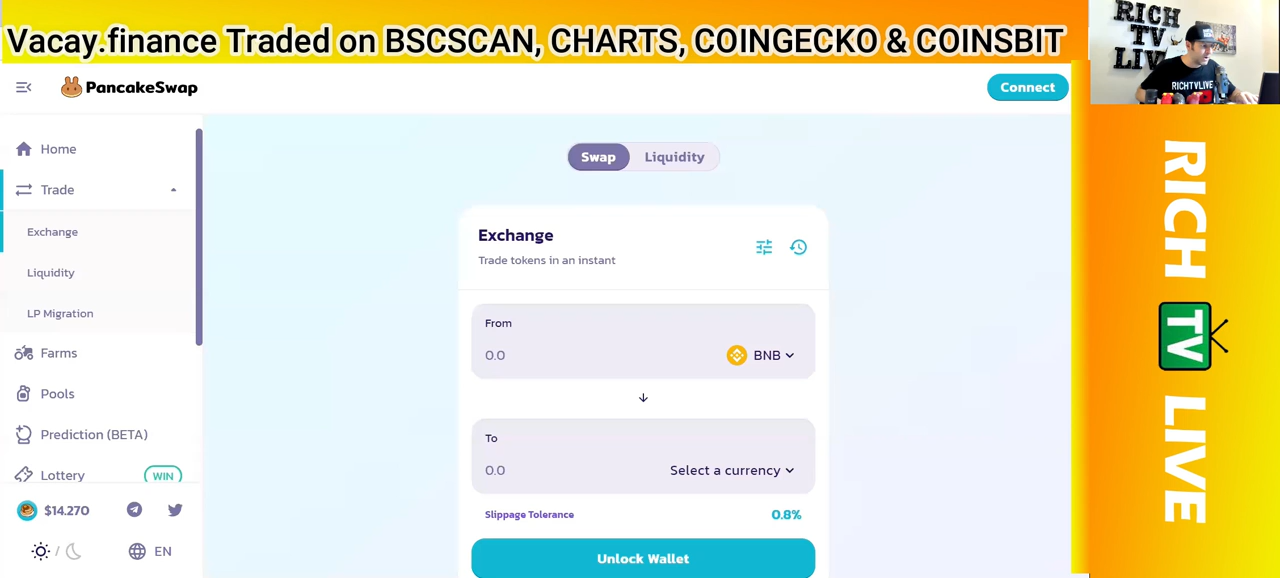 Vacay.finance Traded on BSCSCAN, CHARTS, COINGECKO & COINSBIT
RICH
TV
LIV
RICHTVLIVE
PancakeSwap
Connect
Home
Trade
Exchange
Liquidity
LP Migration
Farms
Pools
Prediction (BETA)
Lottery WIN
$14.270
/
EN
Swap Liquidity
Exchange
Trade tokens in an instant
From
0.0 BNB
To
0.0 Select a currency
Slippage Tolerance 0.8%
Unlock Wallet
RICH
TV
LIVE